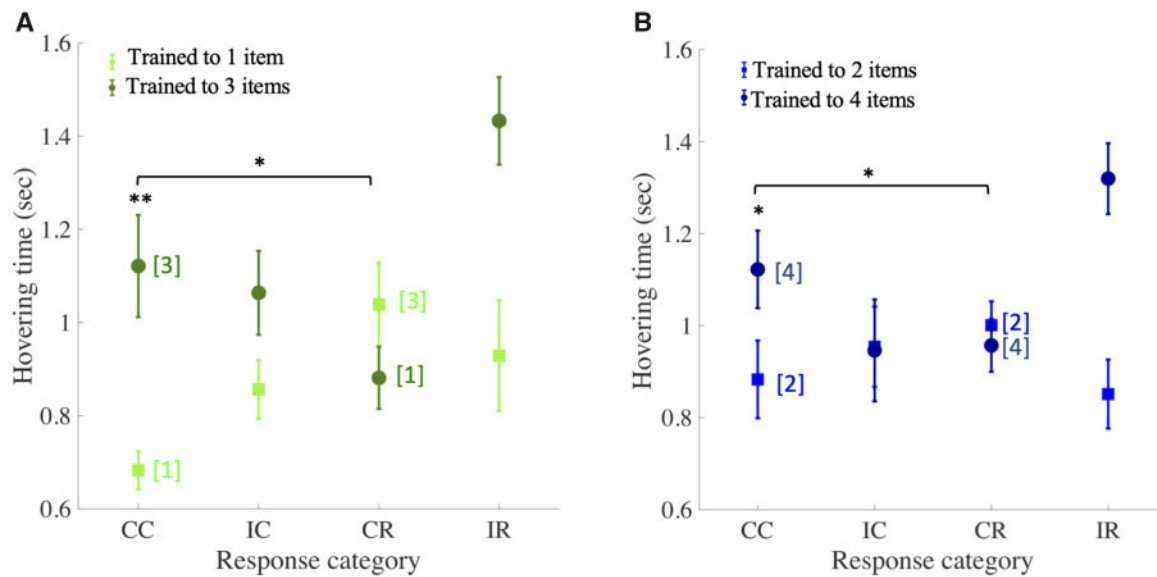 A
Trained to 1 item
Trained to 3 items
Hovering time (sec)
1.6
1.4
1.2
1
0.8
0.6
*
**
[3]
[1]
[3]
[1]
CC IC CR IR
Response category
B
Trained to 2 items
Trained to 4 items
Hovering time (sec)
1.6
1.4
1.2
1
0.8
0.6
*
*
[4]
[2]
[2]
[4]
CC IC CR IR
Response category